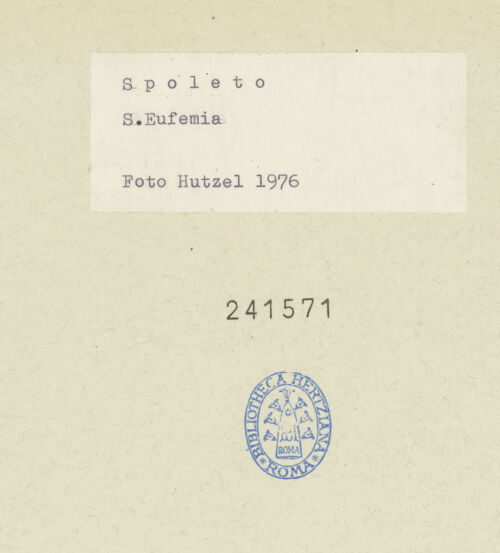 S p o l e t o
S.Eufemia
Foto Hutzel 1976
241571
BIBLIOTHECA HERTZIANA
ROMA
*ROMA*